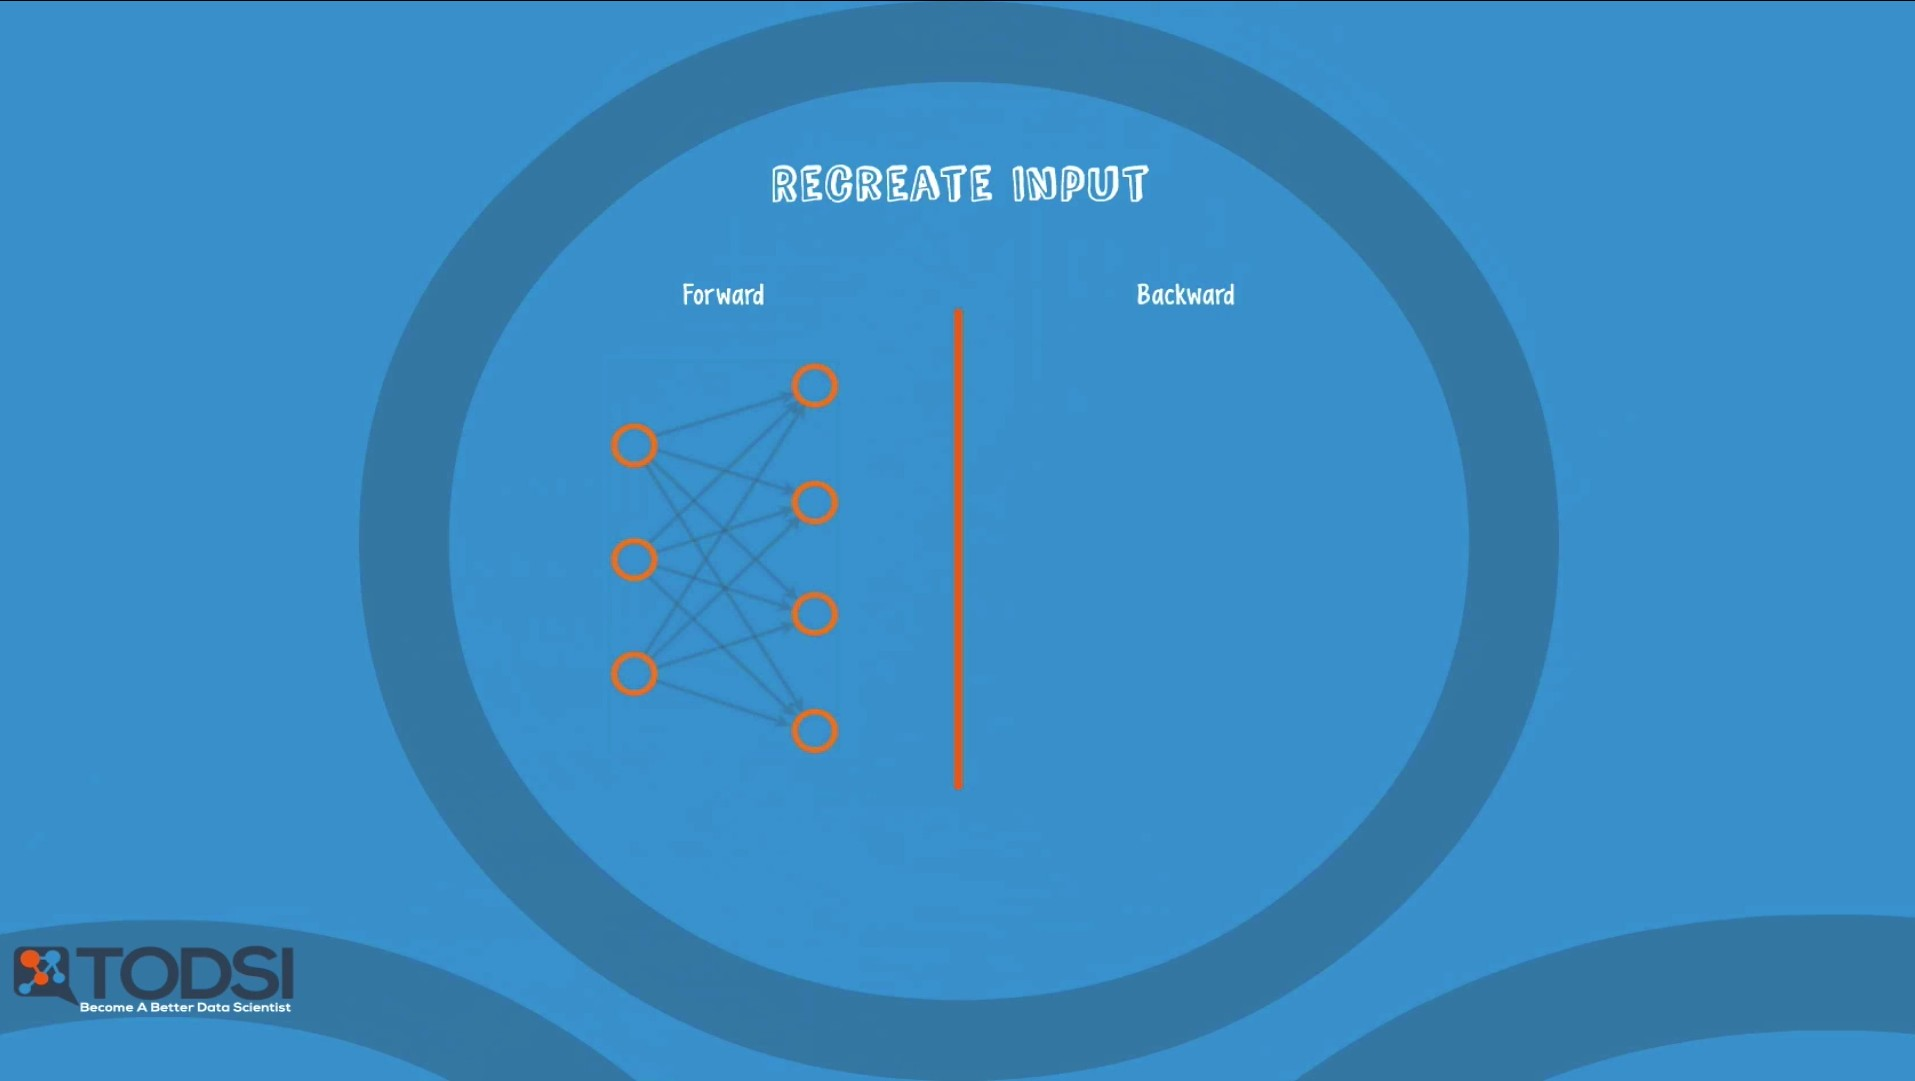 RECREATE INPUT
Forward
Backward
TODSI
Become A Better Data Scientist